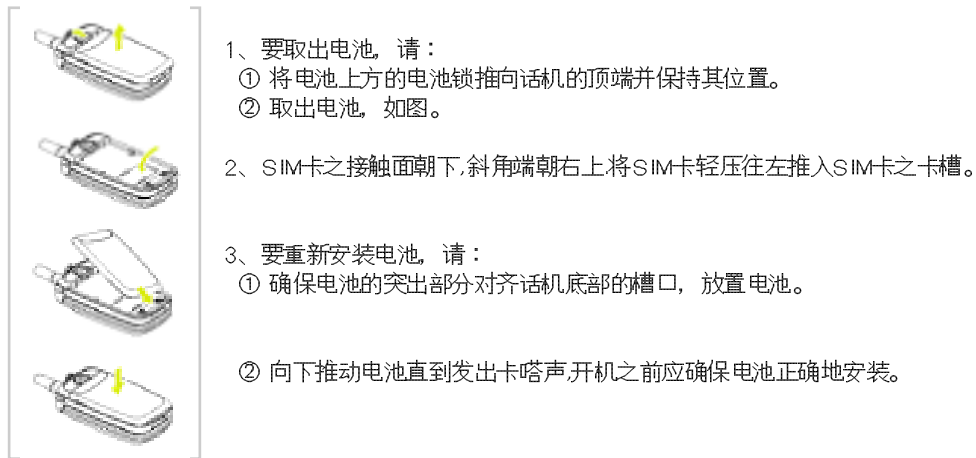 1、要取出电池，请：
① 将电池上方的电池锁推向话机的顶端并保持其位置。
② 取出电池，如图。
2、SIM卡之接触面朝下,斜角端朝右上.将SIM卡轻压往左推入SIM卡之卡槽。
3、要重新安装电池，请：
① 确保电池的突出部分对齐话机底部的槽口，放置电池。
② 向下推动电池直到发出卡嗒声.开机之前应确保电池正确地安装。